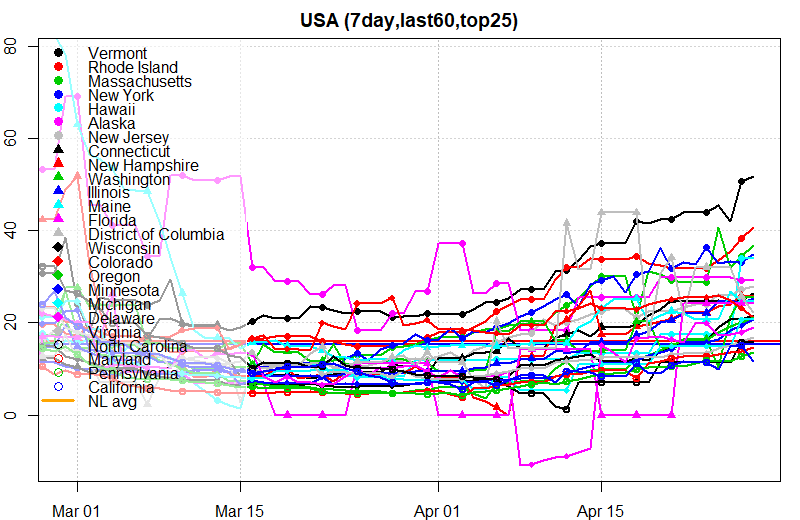 USA (7day,last60,top25)
80
60
40
20
0
Vermont
Rhode Island
Massachusetts
New York
Hawaii
Alaska
New Jersey
Connecticut
New Hampshire
Washington
Illinois
Maine
Florida
District of Columbia
Wisconsin
Colorado
Oregon
Minnesota
Michigan
Delaware
Virginia
North Carolina
Maryland
Pennsylvania
California
NL avg
Mar 01
Mar 15
Apr 01
Apr 15